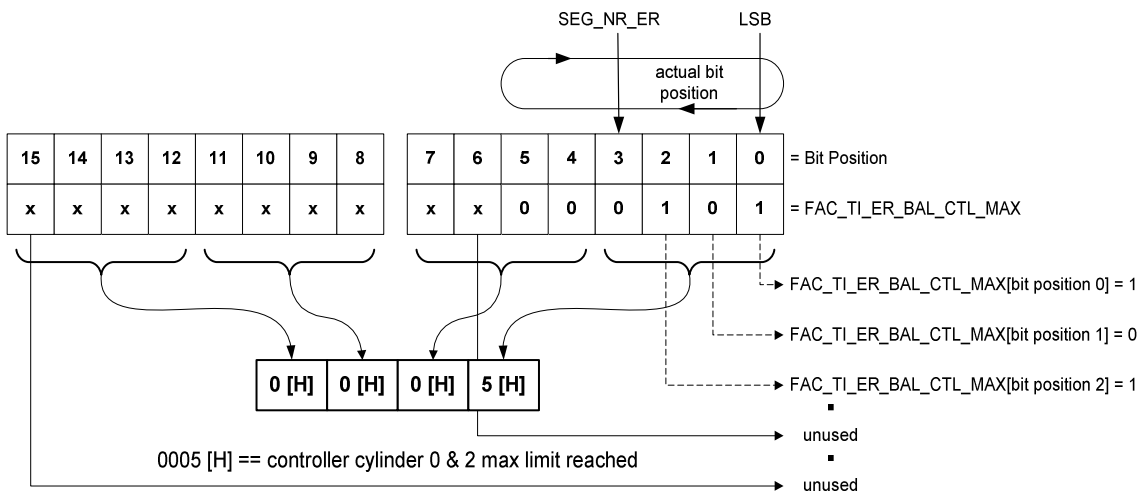 SEG_NR_ER LSB
actual bit
position
15 14 13 12 11 10 9 8 7 6 5 4 3 2 1 0 = Bit Position
x x x x x x x x x x 0 0 0 1 0 1 = FAC_TI_ER_BAL_CTL_MAX
FAC_TI_ER_BAL_CTL_MAX[bit position 0] = 1
FAC_TI_ER_BAL_CTL_MAX[bit position 1] = 0
0 [H] 0 [H] 0 [H] 5 [H] FAC_TI_ER_BAL_CTL_MAX[bit position 2] = 1
unused
0005 [H] == controller cylinder 0 & 2 max limit reached
unused